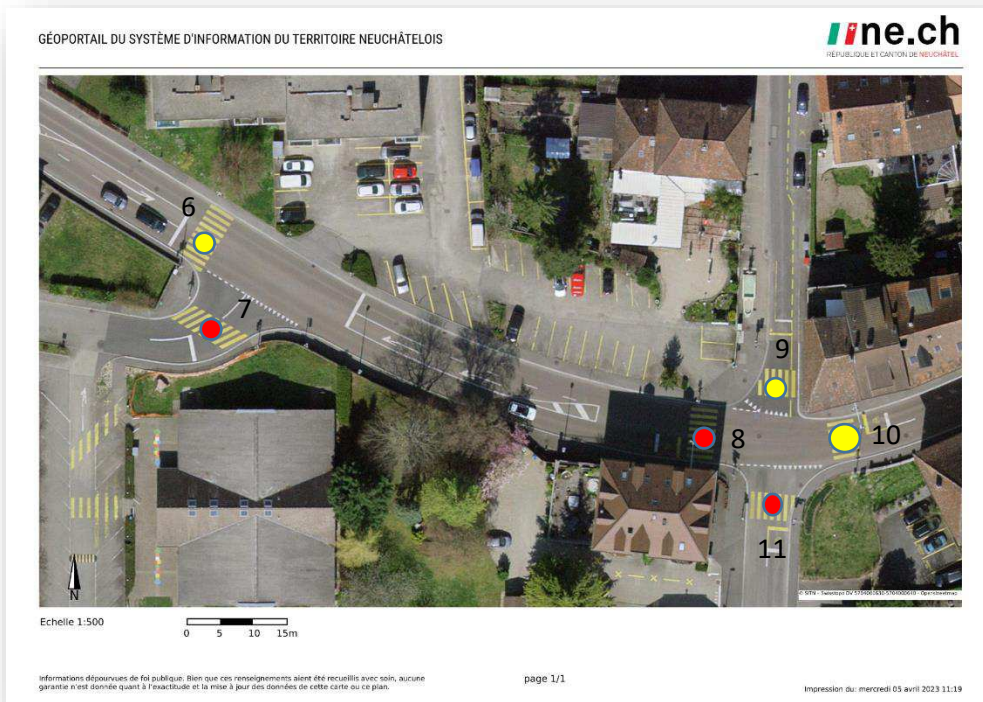 GÉOPORTAIL DU SYSTÈME D'INFORMATION DU TERRITOIRE NEUCHÂTELOIS
ne.ch
RÉPUBLIQUE ET CANTON DE NEUCHÂTEL
6
7
9
8
10
11
N
Echelle 1:500
0 5 10 15m
Informations dépourvues de foi publique. Bien que ces renseignements aient été recueillis avec soin, aucune
garantie n'est donnée quant à l'exactitude et la mise à jour des données de cette carte ou ce plan.
page 1/1
Impression du: mercredi 05 avril 2023 11:19